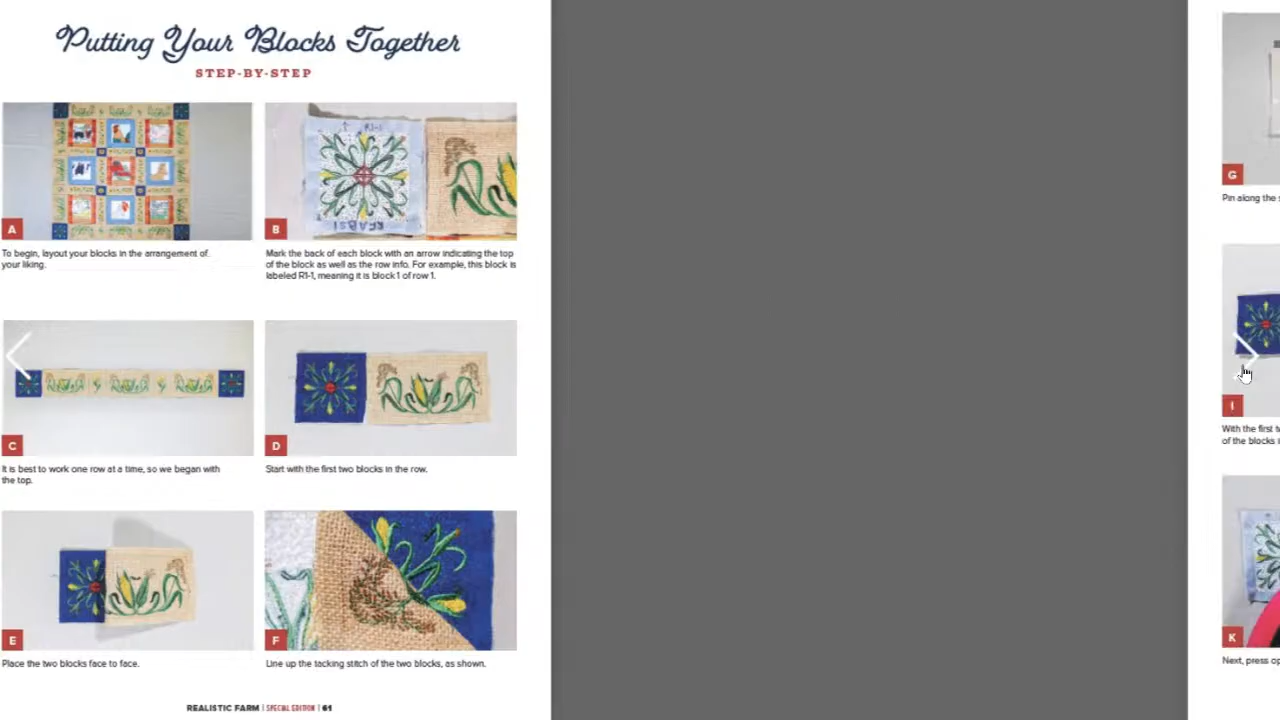 Putting Your Blocks Together
STEP-BY-STEP
A
To begin, layout your blocks in the arrangement of
your liking.
B
R1-1
Mark the back of each block with an arrow indicating the top
of the block as well as the row info. For example, this block is
labeled R1-1, meaning it is block 1 of row 1.
C
It is best to work one row at a time, so we began with
the top.
D
Start with the first two blocks in the row.
E
Place the two blocks face to face.
F
Line up the tacking stitch of the two blocks, as shown.
REALISTIC FARM | SPECIAL EDITION | 61
G
Pin along the
I
With the first
of the blocks
K
Next, press